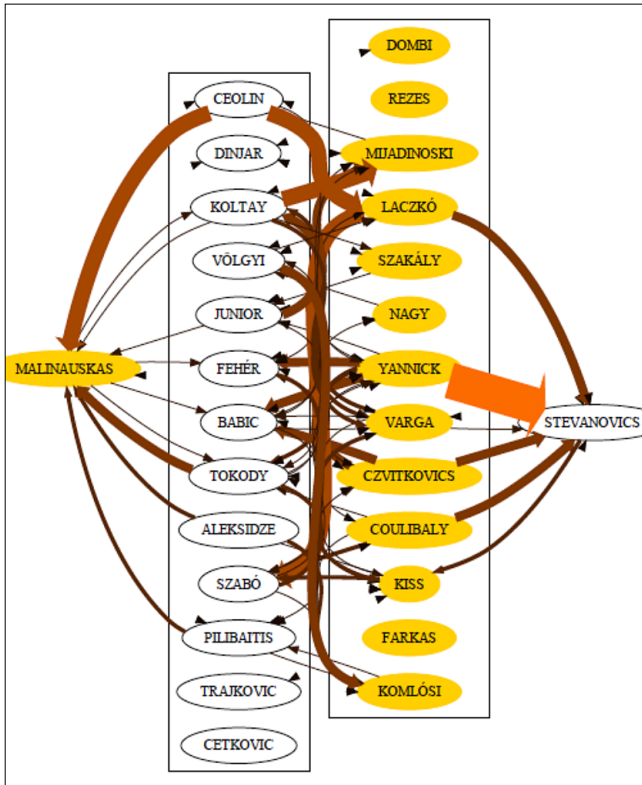 DOMBI
CEOLIN
REZES
DINJAR
MIJADINOSKI
KOLTAY
LACZKÓ
VÖLGYI
SZAKÁLY
JUNIOR
NAGY
MALINAUSKAS
FEHÉR
YANNICK
BABIC
VARGA
STEVANOVICS
TOKODY
CZVITKOVICS
ALEKSIDZE
COULIBALY
SZABÓ
KISS
PILIBAITIS
FARKAS
TRAJKOVIC
KOMLÓSI
CETKOVIC